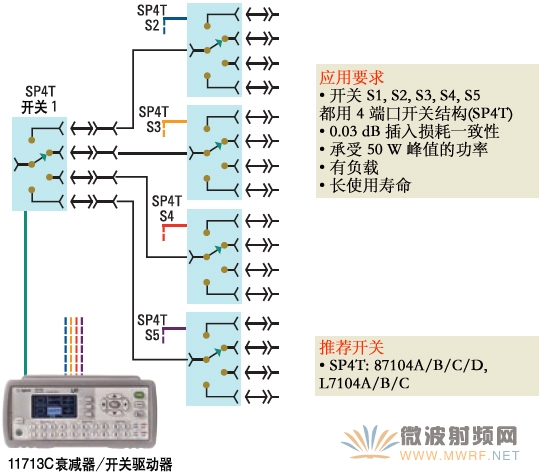 SP4T
S2
SP4T
开关 1
SP4T
S3
SP4T
S4
SP4T
S5
11713C衰减器/开关驱动器
应用要求
• 开关 S1, S2, S3, S4, S5
都用 4 端口开关结构(SP4T)
• 0.03 dB 插入损耗一致性
• 承受 50 W 峰值的功率
• 有负载
• 长使用寿命
推荐开关
• SP4T: 87104A/B/C/D,
L7104A/B/C
微波射频网
WWW.MWRF.NET